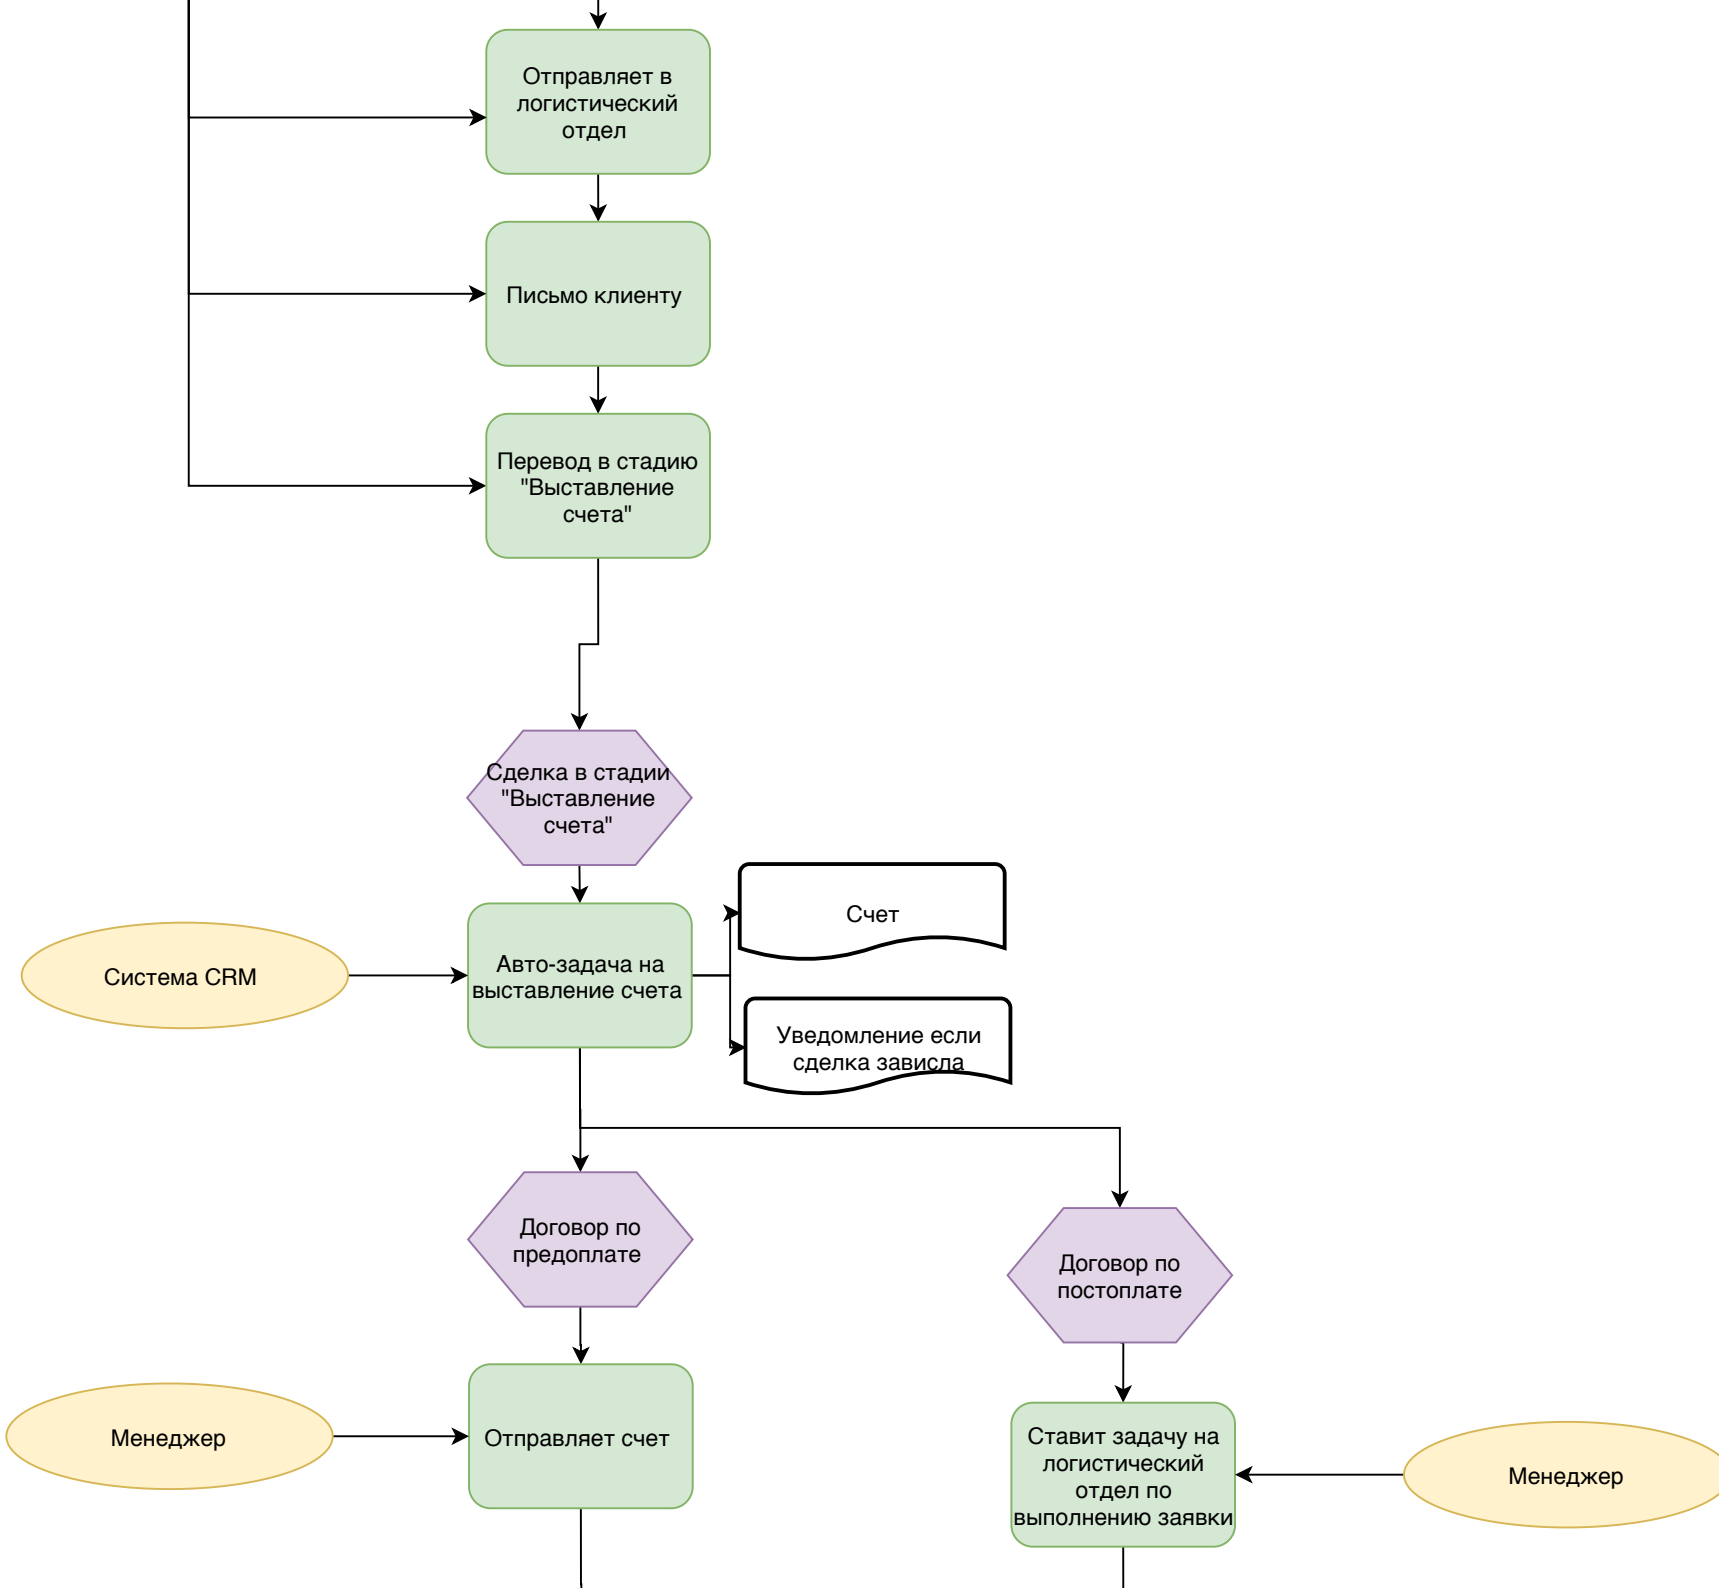 Отправляет в
логистический
отдел
Письмо клиенту
Перевод в стадию
"Выставление
счета"
Сделка в стадии
"Выставление
счета"
Счет
Система CRM
Авто-задача на
выставление счета
Уведомление если
сделка зависла
Договор по
предоплате
Договор по
постоплате
Менеджер
Отправляет счет
Ставит задачу на
логистический
отдел по
выполнению заявки
Менеджер